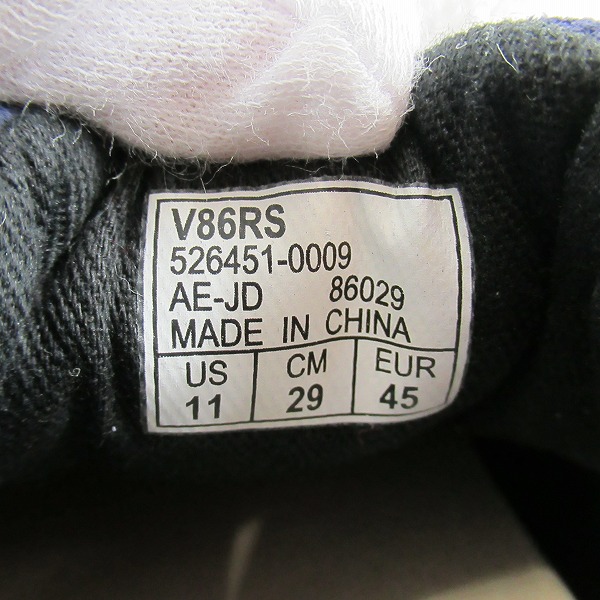 V86RS
526451-0009
AE-JD 86029
MADE IN CHINA
US CM EUR
11 29 45